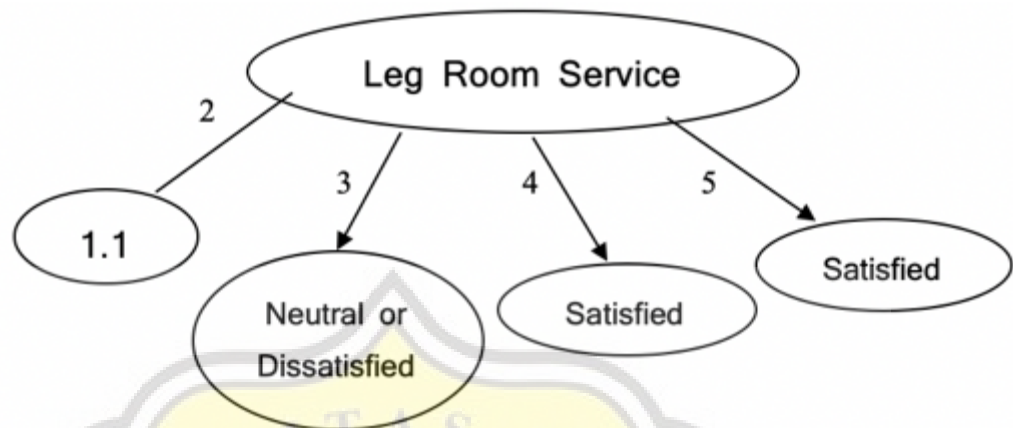 Leg Room Service
2
3
4
5
1.1
Neutral or
Dissatisfied
Satisfied
Satisfied
T A S